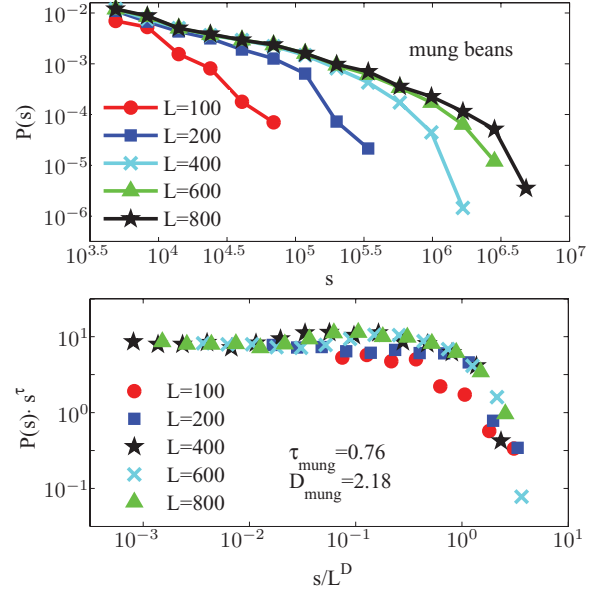 10^-2
10^-3
10^-4
10^-5
10^-6
P(s)
mung beans
L=100
L=200
L=400
L=600
L=800
10^3.5
10^4
10^4.5
10^5
10^5.5
10^6
10^6.5
10^7
s
10^1
10^0
10^-1
P(s)· s^τ
L=100
L=200
L=400
L=600
L=800
τ_mung=0.76
D_mung=2.18
10^-3
10^-2
10^-1
10^0
10^1
s/L^D